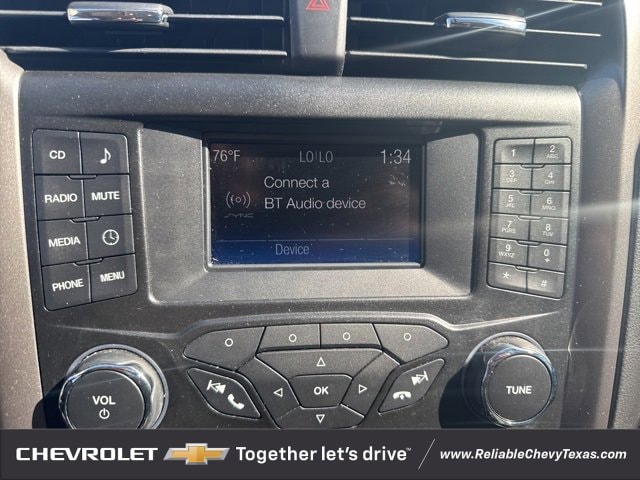 76°F LO|LO 1:34
Connect a
BT Audio device
SYNC
Device
CD
RADIO MUTE
MEDIA
PHONE MENU
1 2 ABC
3 DEF 4 GHI
5 JKL 6 MNO
7 PQRS 8 TUV
9 WXYZ 0 +
* #
VOL
OK
TUNE
CHEVROLET Together let's drive™ www.ReliableChevyTexas.com